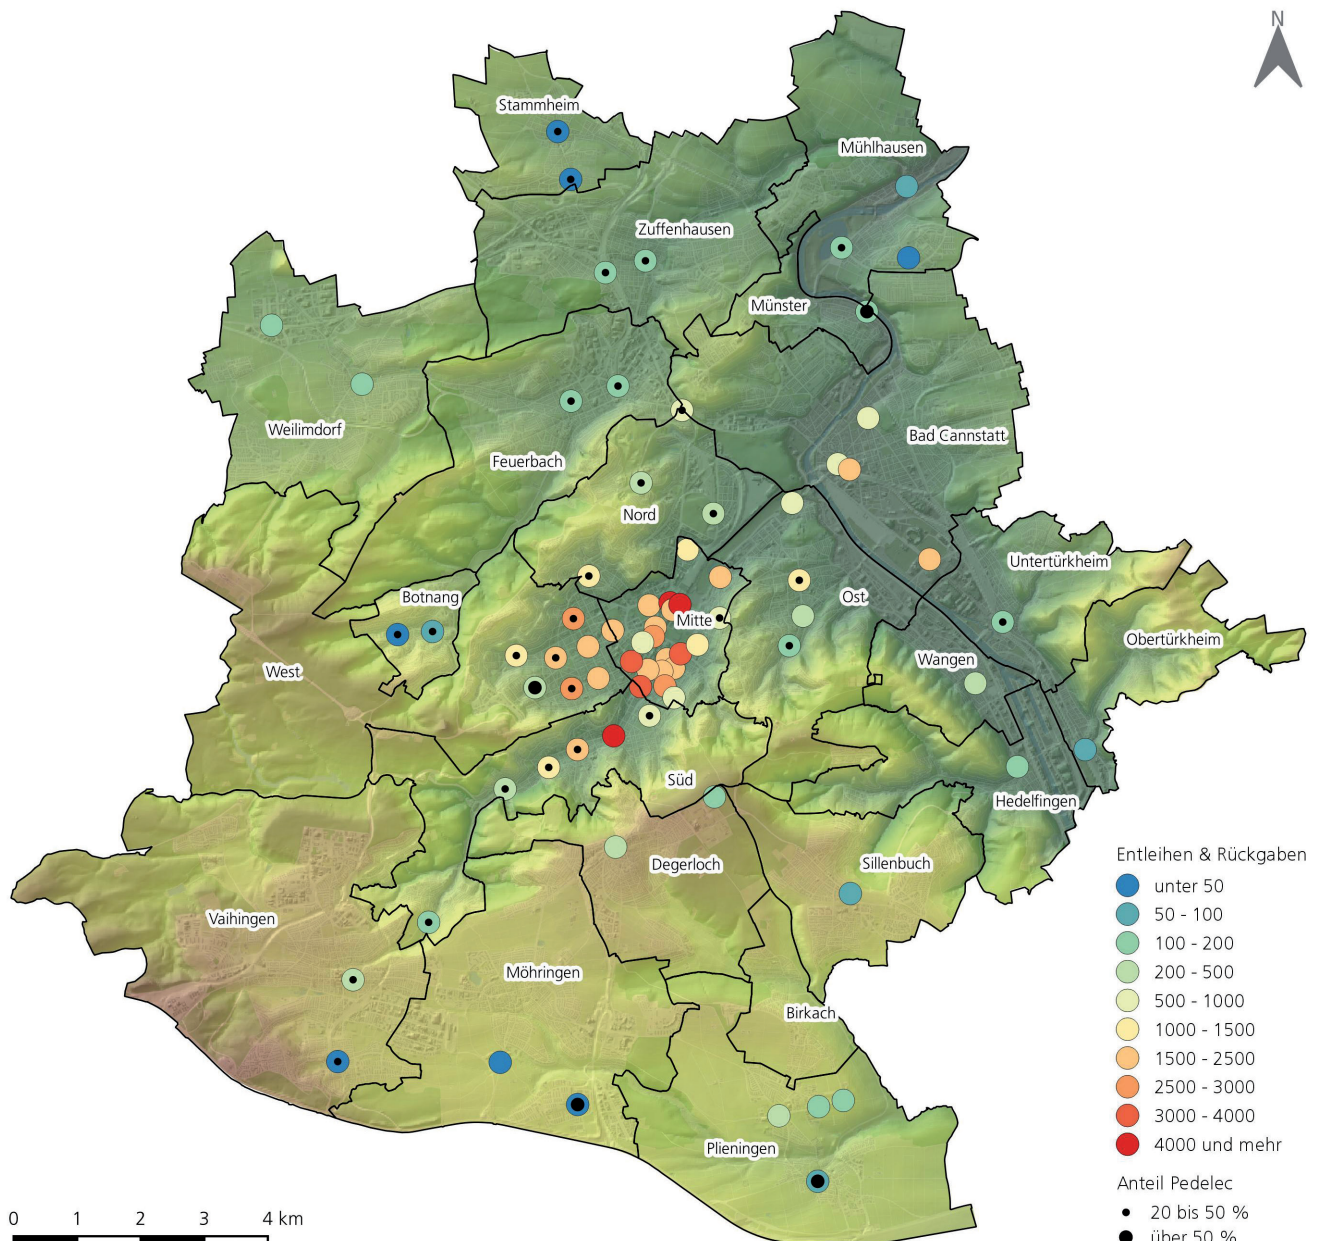 N
Stammheim
Mühlhausen
Zuffenhausen
Münster
Weilimdorf
Bad Cannstatt
Feuerbach
Nord
Untertürkheim
Botnang
Ost
Mitte
Obertürkheim
West
Wangen
Süd
Hedelfingen
Degerloch
Sillenbuch
Vaihingen
Möhringen
Birkach
Plieningen
Entleihen & Rückgaben
unter 50
50 - 100
100 - 200
200 - 500
500 - 1000
1000 - 1500
1500 - 2500
2500 - 3000
3000 - 4000
4000 und mehr
Anteil Pedelec
20 bis 50 %
über 50 %
0 1 2 3 4 km